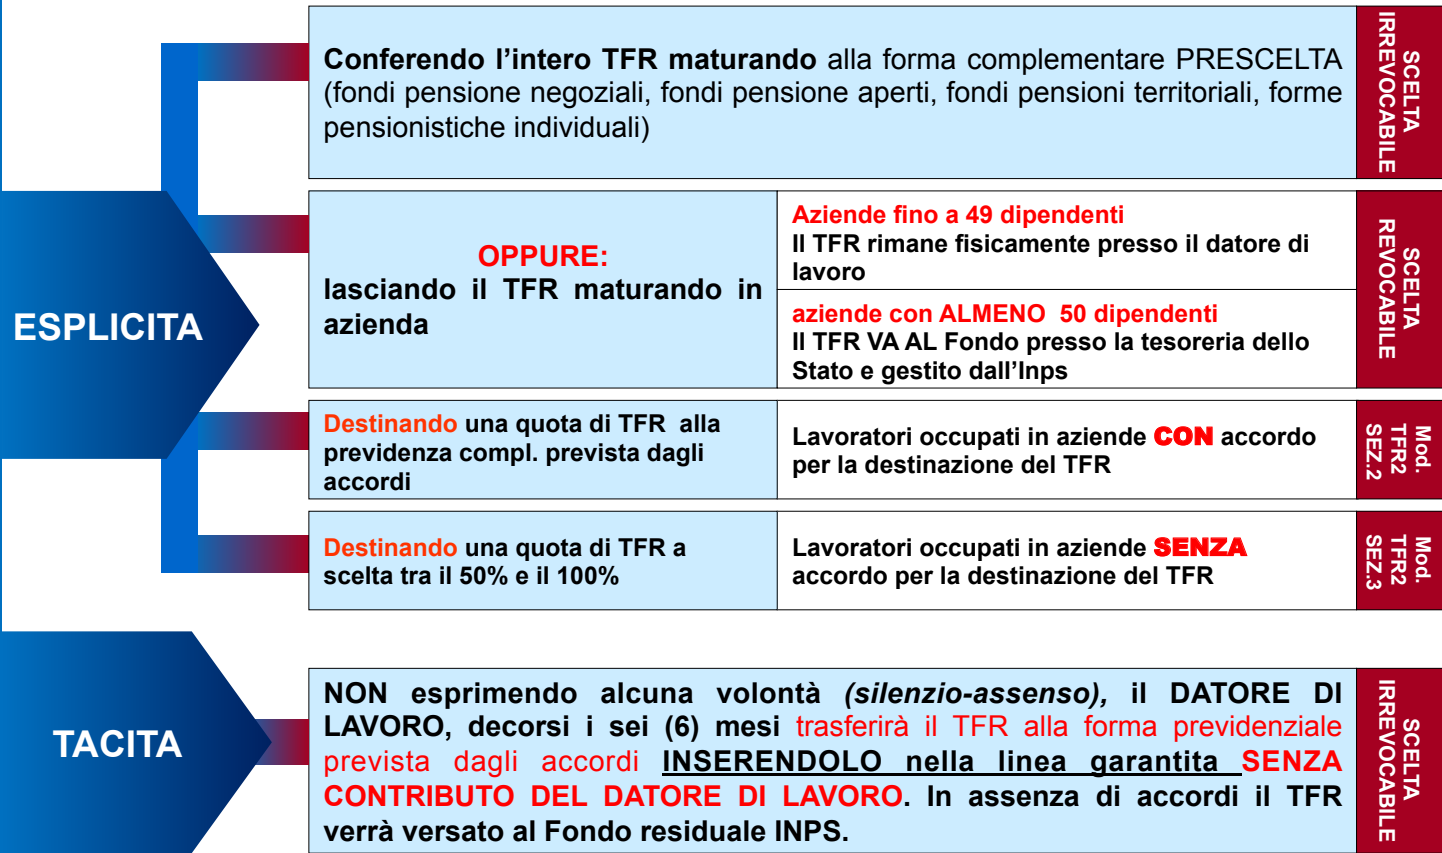 Conferendo l’intero TFR maturando alla forma complementare PRESCELTA
(fondi pensione negoziali, fondi pensione aperti, fondi pensioni territoriali, forme
pensionistiche individuali)
SCELTA
IRREVOCABILE
ESPLICITA
OPPURE:
lasciando il TFR maturando in
azienda
Aziende fino a 49 dipendenti
Il TFR rimane fisicamente presso il datore di
lavoro
aziende con ALMENO 50 dipendenti
Il TFR VA AL Fondo presso la tesoreria dello
Stato e gestito dall’Inps
SCELTA
REVOCABILE
Destinando una quota di TFR alla
previdenza compl. prevista dagli
accordi
Lavoratori occupati in aziende CON accordo
per la destinazione del TFR
Mod.
TFR2
SEZ.2
Destinando una quota di TFR a
scelta tra il 50% e il 100%
Lavoratori occupati in aziende SENZA
accordo per la destinazione del TFR
Mod.
TFR2
SEZ.3
TACITA
NON esprimendo alcuna volontà (silenzio-assenso), il DATORE DI
LAVORO, decorsi i sei (6) mesi trasferirà il TFR alla forma previdenziale
prevista dagli accordi INSERENDOLO nella linea garantita SENZA
CONTRIBUTO DEL DATORE DI LAVORO. In assenza di accordi il TFR
verrà versato al Fondo residuale INPS.
SCELTA
IRREVOCABILE